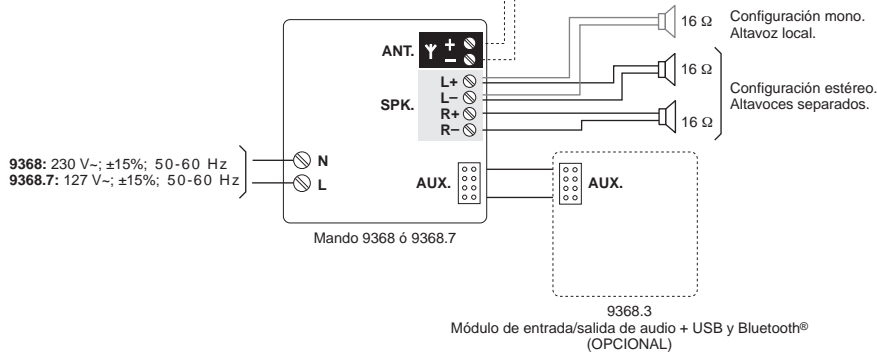 16 Ω
Configuración mono.
Altavoz local.
ANT. + −
SPK.
L+
L−
R+
R−
16 Ω
16 Ω
Configuración estéreo.
Altavoces separados.
9368: 230 V~; ±15%; 50-60 Hz
9368.7: 127 V~; ±15%; 50-60 Hz
N
L
AUX.
AUX.
Mando 9368 ó 9368.7
9368.3
Módulo de entrada/salida de audio + USB y Bluetooth®
(OPCIONAL)